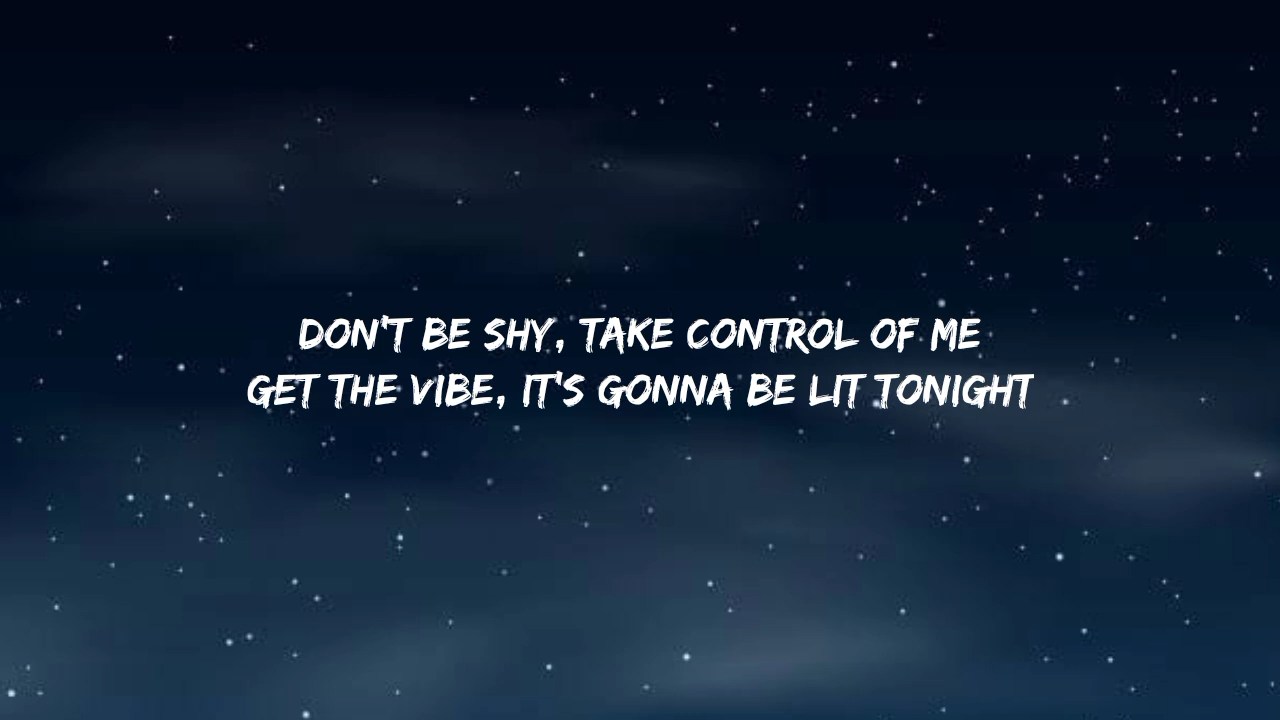 DON'T BE SHY, TAKE CONTROL OF ME
GET THE VIBE, IT'S GONNA BE LIT TONIGHT